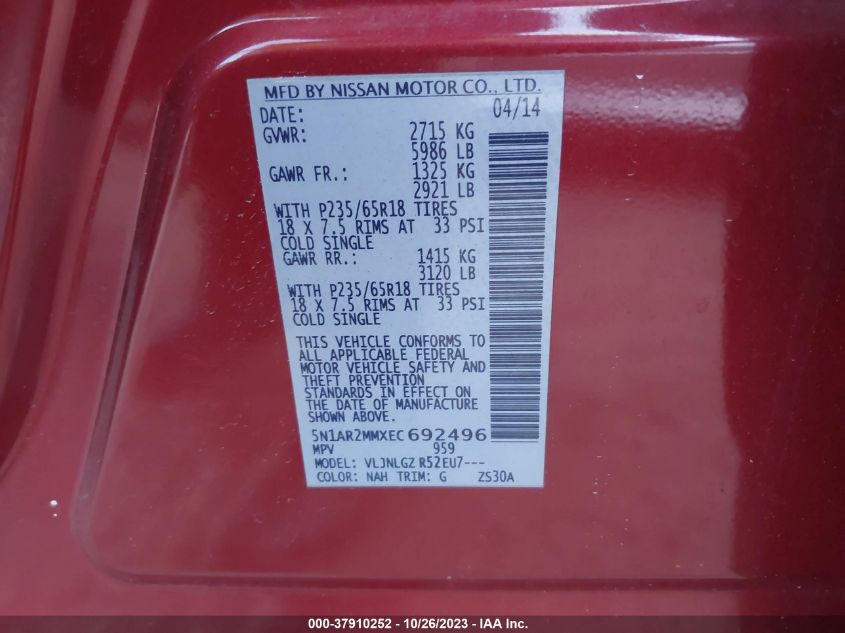 MFD BY NISSAN MOTOR CO., LTD.
DATE: 04/14
GVWR: 2715 KG
5986 LB
GAWR FR.: 1325 KG
2921 LB
WITH P235/65R18 TIRES
18 X 7.5 RIMS AT 33 PSI
COLD SINGLE
GAWR RR.: 1415 KG
3120 LB
WITH P235/65R18 TIRES
18 X 7.5 RIMS AT 33 PSI
COLD SINGLE
THIS VEHICLE CONFORMS TO
ALL APPLICABLE FEDERAL
MOTOR VEHICLE SAFETY AND
THEFT PREVENTION
STANDARDS IN EFFECT ON
THE DATE OF MANUFACTURE
SHOWN ABOVE.
5N1AR2MMXEC692496
MPV 959
MODEL: VLJNLGZ R52EU7---
COLOR: NAH TRIM: G ZS30A
000-37910252 - 10/26/2023 - IAA Inc.